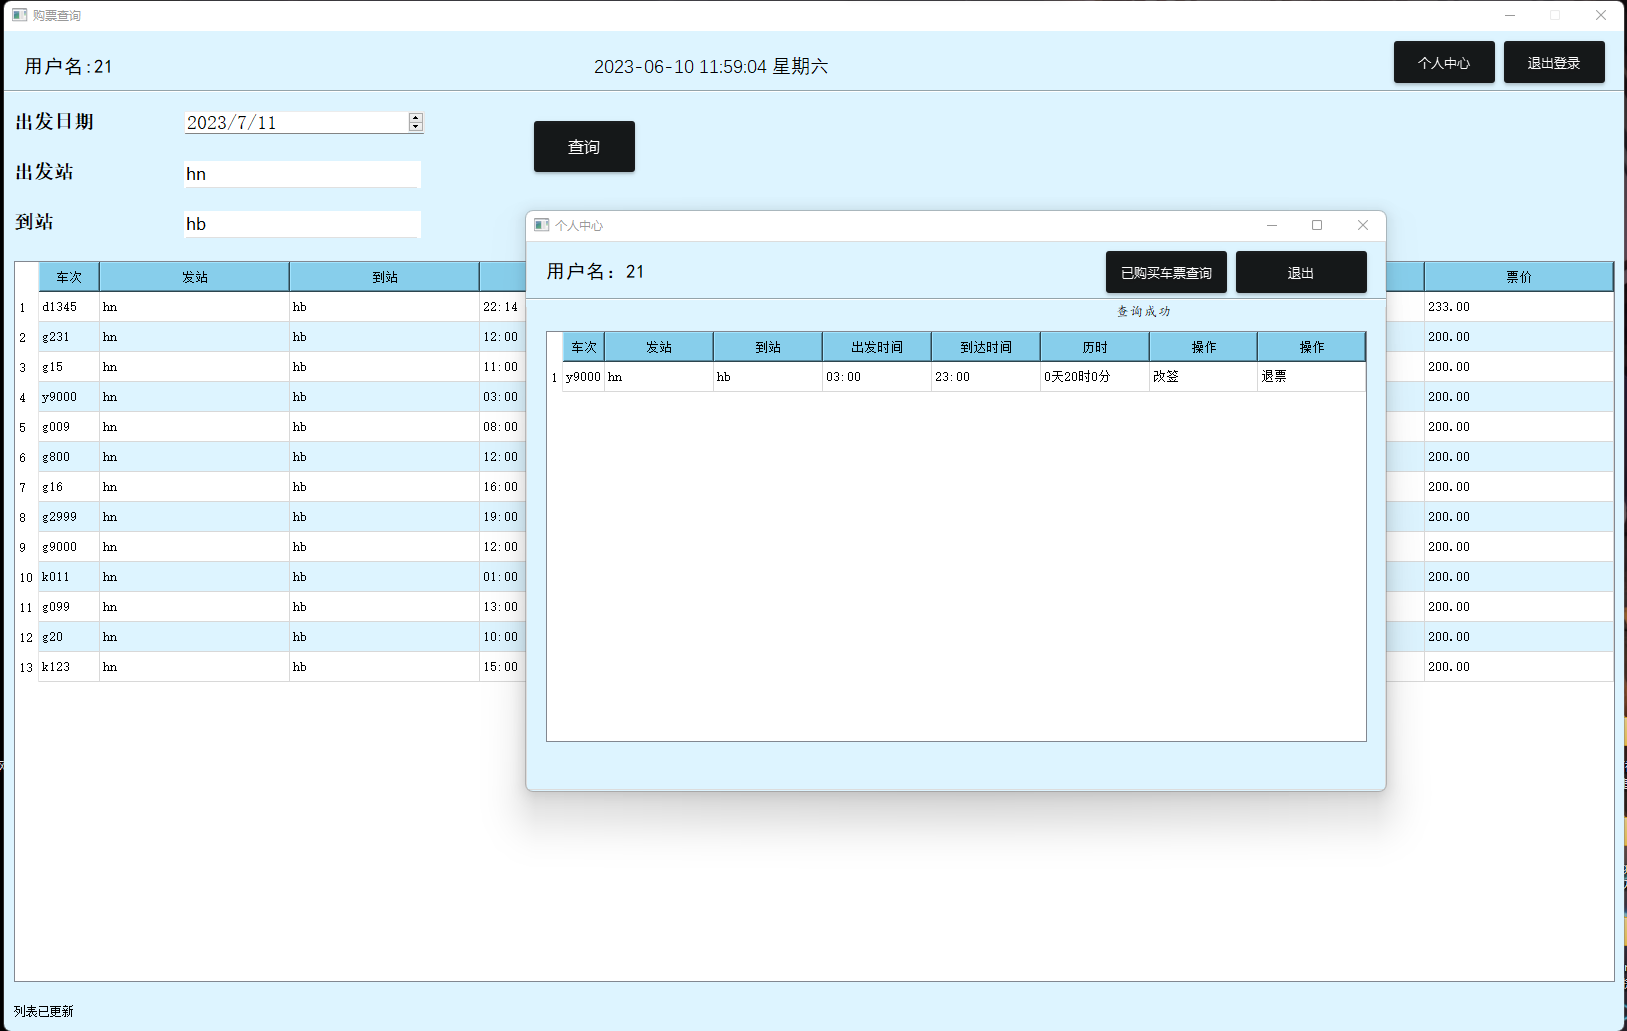 购票查询
用户名:21
2023-06-10 11:59:04 星期六
个人中心
退出登录
出发日期
2023/7/11
查询
出发站
hn
到站
hb
车次 发站 到站 票价
1 d1345 hn hb 22:14 233.00
2 g231 hn hb 12:00 200.00
3 g15 hn hb 11:00 200.00
4 y9000 hn hb 03:00 200.00
5 g009 hn hb 08:00 200.00
6 g800 hn hb 12:00 200.00
7 g16 hn hb 16:00 200.00
8 g2999 hn hb 19:00 200.00
9 g9000 hn hb 12:00 200.00
10 k011 hn hb 01:00 200.00
11 g099 hn hb 13:00 200.00
12 g20 hn hb 10:00 200.00
13 k123 hn hb 15:00 200.00
个人中心
用户名：21
已购买车票查询
退出
查询成功
车次 发站 到站 出发时间 到达时间 历时 操作 操作
1 y9000 hn hb 03:00 23:00 0天20时0分 改签 退票
列表已更新